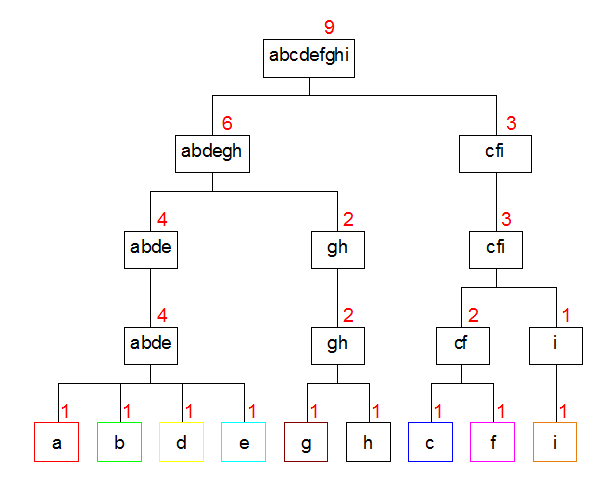 9
abcdefghi
6 3
abdegh cfi
4 2 3
abde gh cfi
4 2 2 1
abde gh cf i
1 1 1 1 1 1 1 1 1
a b d e g h c f i